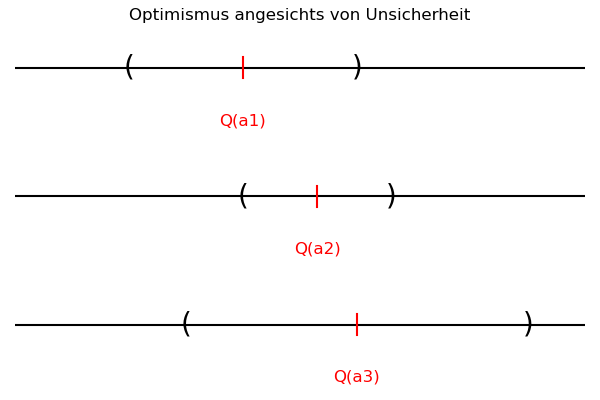 Optimismus angesichts von Unsicherheit
( | )
Q(a1)
( | )
Q(a2)
( | )
Q(a3)